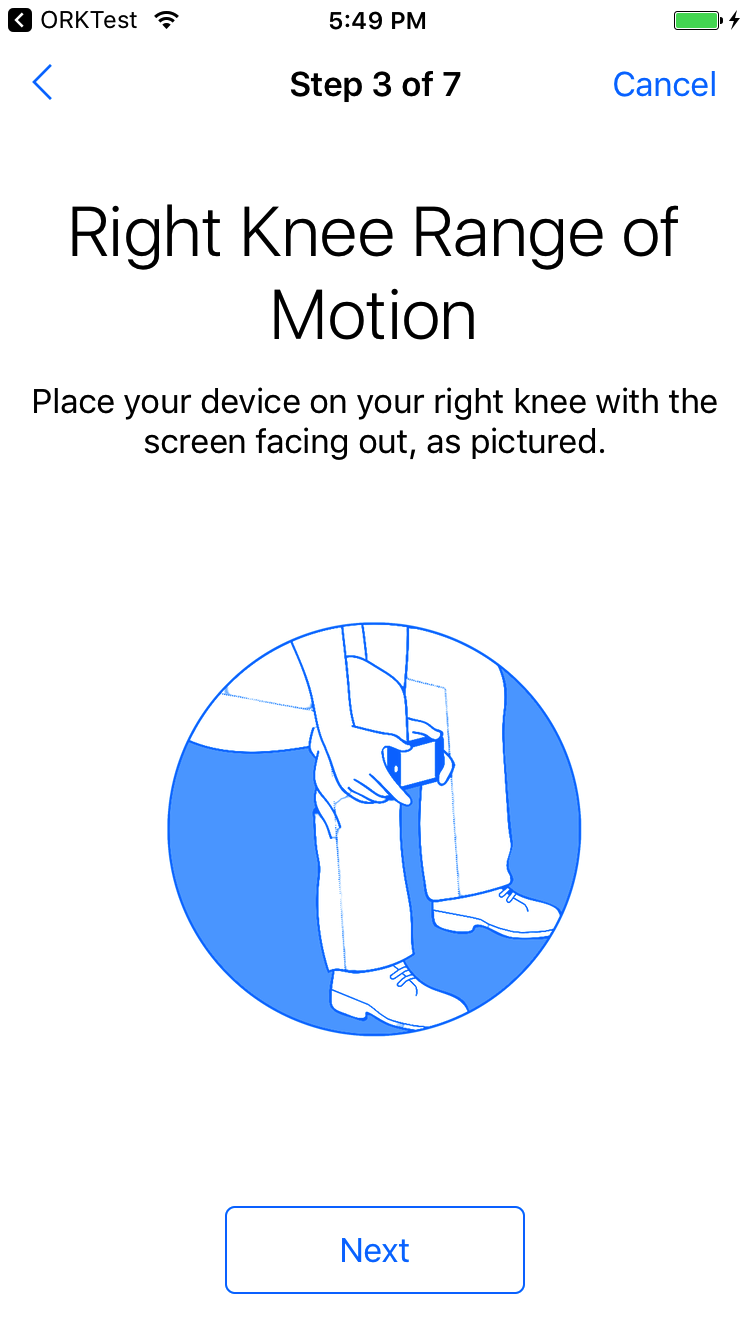 ORKTest 5:49 PM
Step 3 of 7 Cancel
Right Knee Range of
Motion
Place your device on your right knee with the
screen facing out, as pictured.
Next